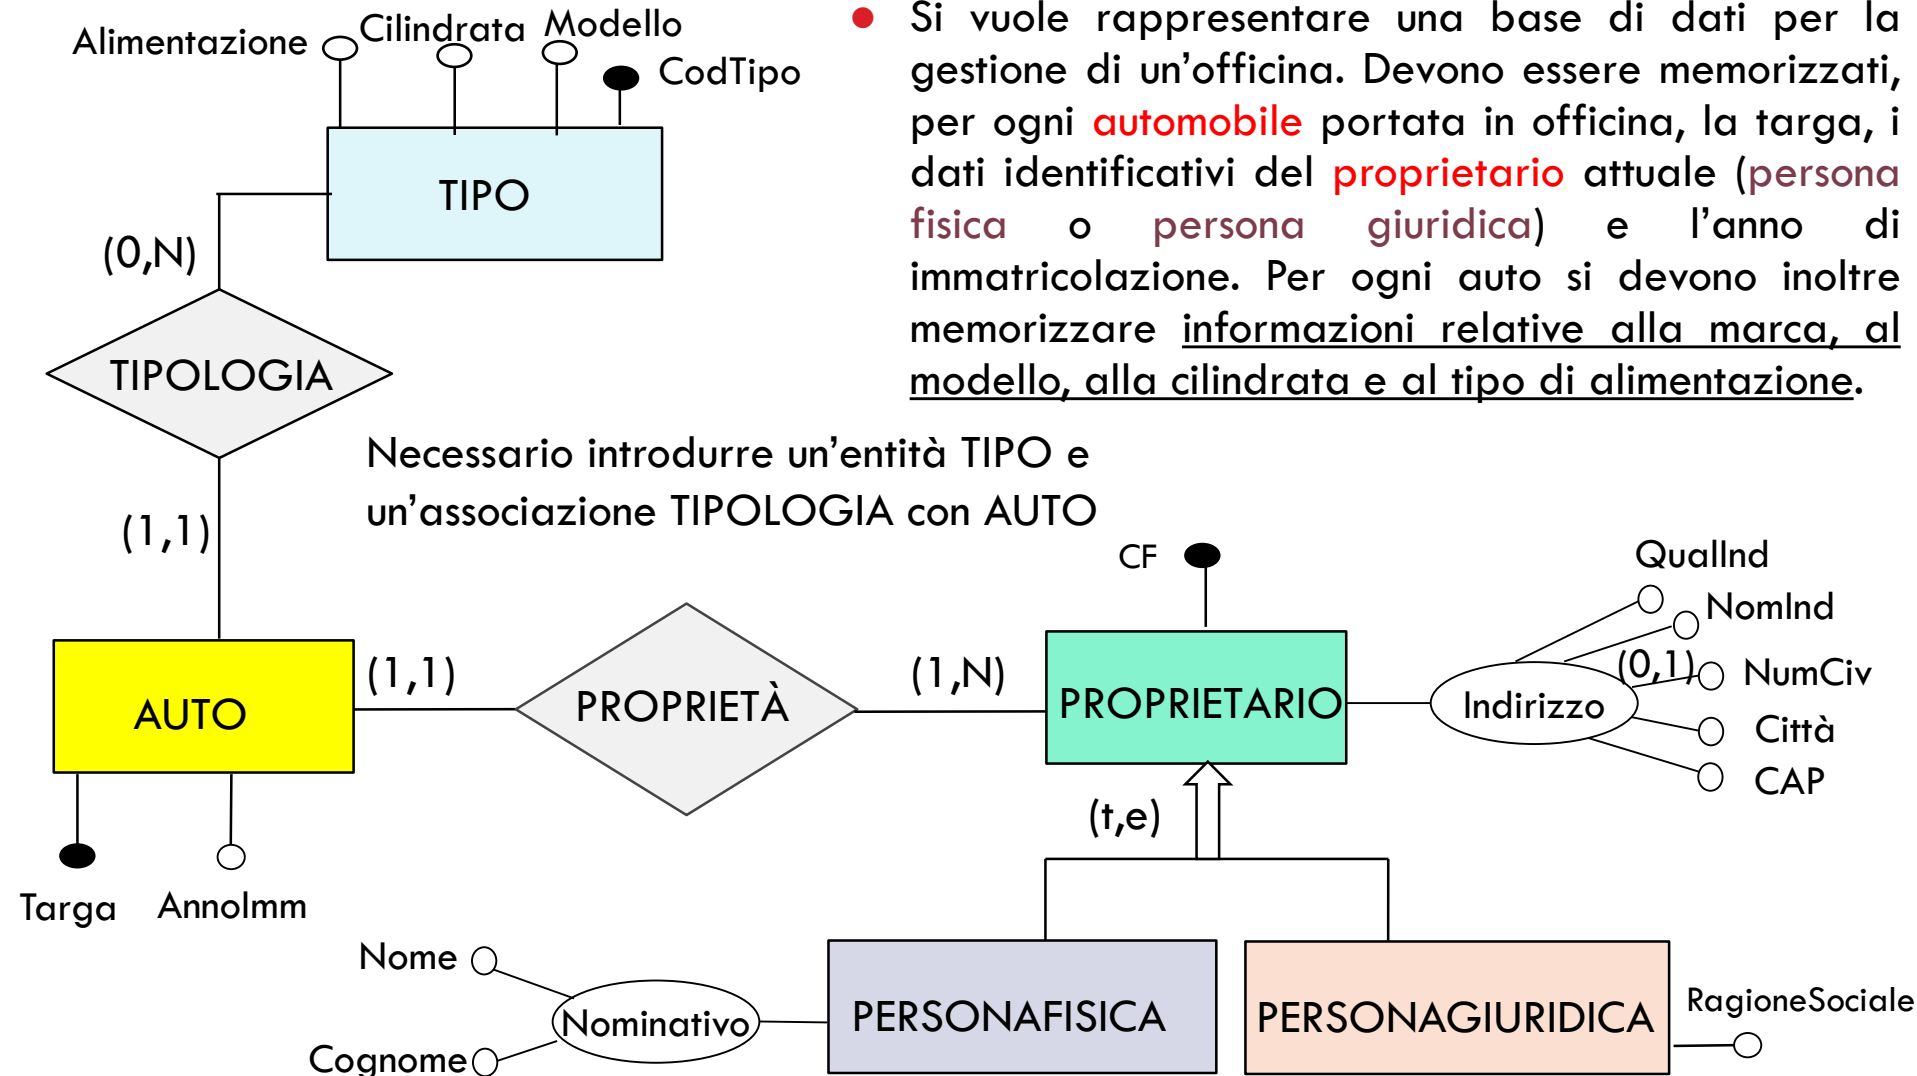 Alimentazione
Cilindrata
Modello
CodTipo
TIPO
(0,N)
TIPOLOGIA
(1,1)
Si vuole rappresentare una base di dati per la
gestione di un’officina. Devono essere memorizzati,
per ogni automobile portata in officina, la targa, i
dati identificativi del proprietario attuale (persona
fisica o persona giuridica) e l’anno di
immatricolazione. Per ogni auto si devono inoltre
memorizzare informazioni relative alla marca, al
modello, alla cilindrata e al tipo di alimentazione.
Necessario introdurre un’entità TIPO e
un’associazione TIPOLOGIA con AUTO
CF
QualInd
NomInd
(0,1)
NumCiv
Città
CAP
AUTO
(1,1)
PROPRIETÀ
(1,N)
PROPRIETARIO
Indirizzo
(t,e)
Targa
AnnoImm
Nome
Nominativo
Cognome
PERSONAFISICA
PERSONAGIURIDICA
RagioneSociale